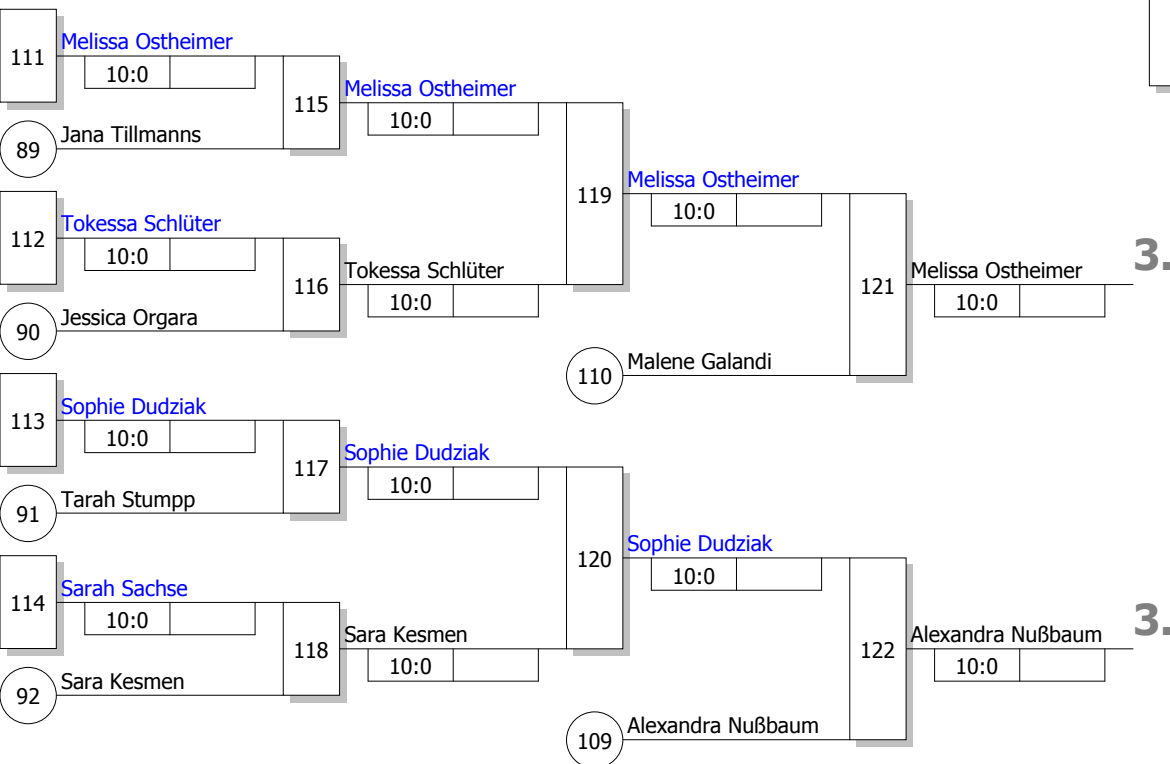 111
Melissa Ostheimer
10:0
115
Melissa Ostheimer
10:0
89
Jana Tillmanns
119
Melissa Ostheimer
10:0
112
Tokessa Schlüter
10:0
116
Tokessa Schlüter
10:0
121
Melissa Ostheimer
10:0
3.
90
Jessica Orgara
110
Malene Galandi
113
Sophie Dudziak
10:0
117
Sophie Dudziak
10:0
91
Tarah Stumpp
120
Sophie Dudziak
10:0
114
Sarah Sachse
10:0
118
Sara Kesmen
10:0
122
Alexandra Nußbaum
10:0
3.
92
Sara Kesmen
109
Alexandra Nußbaum